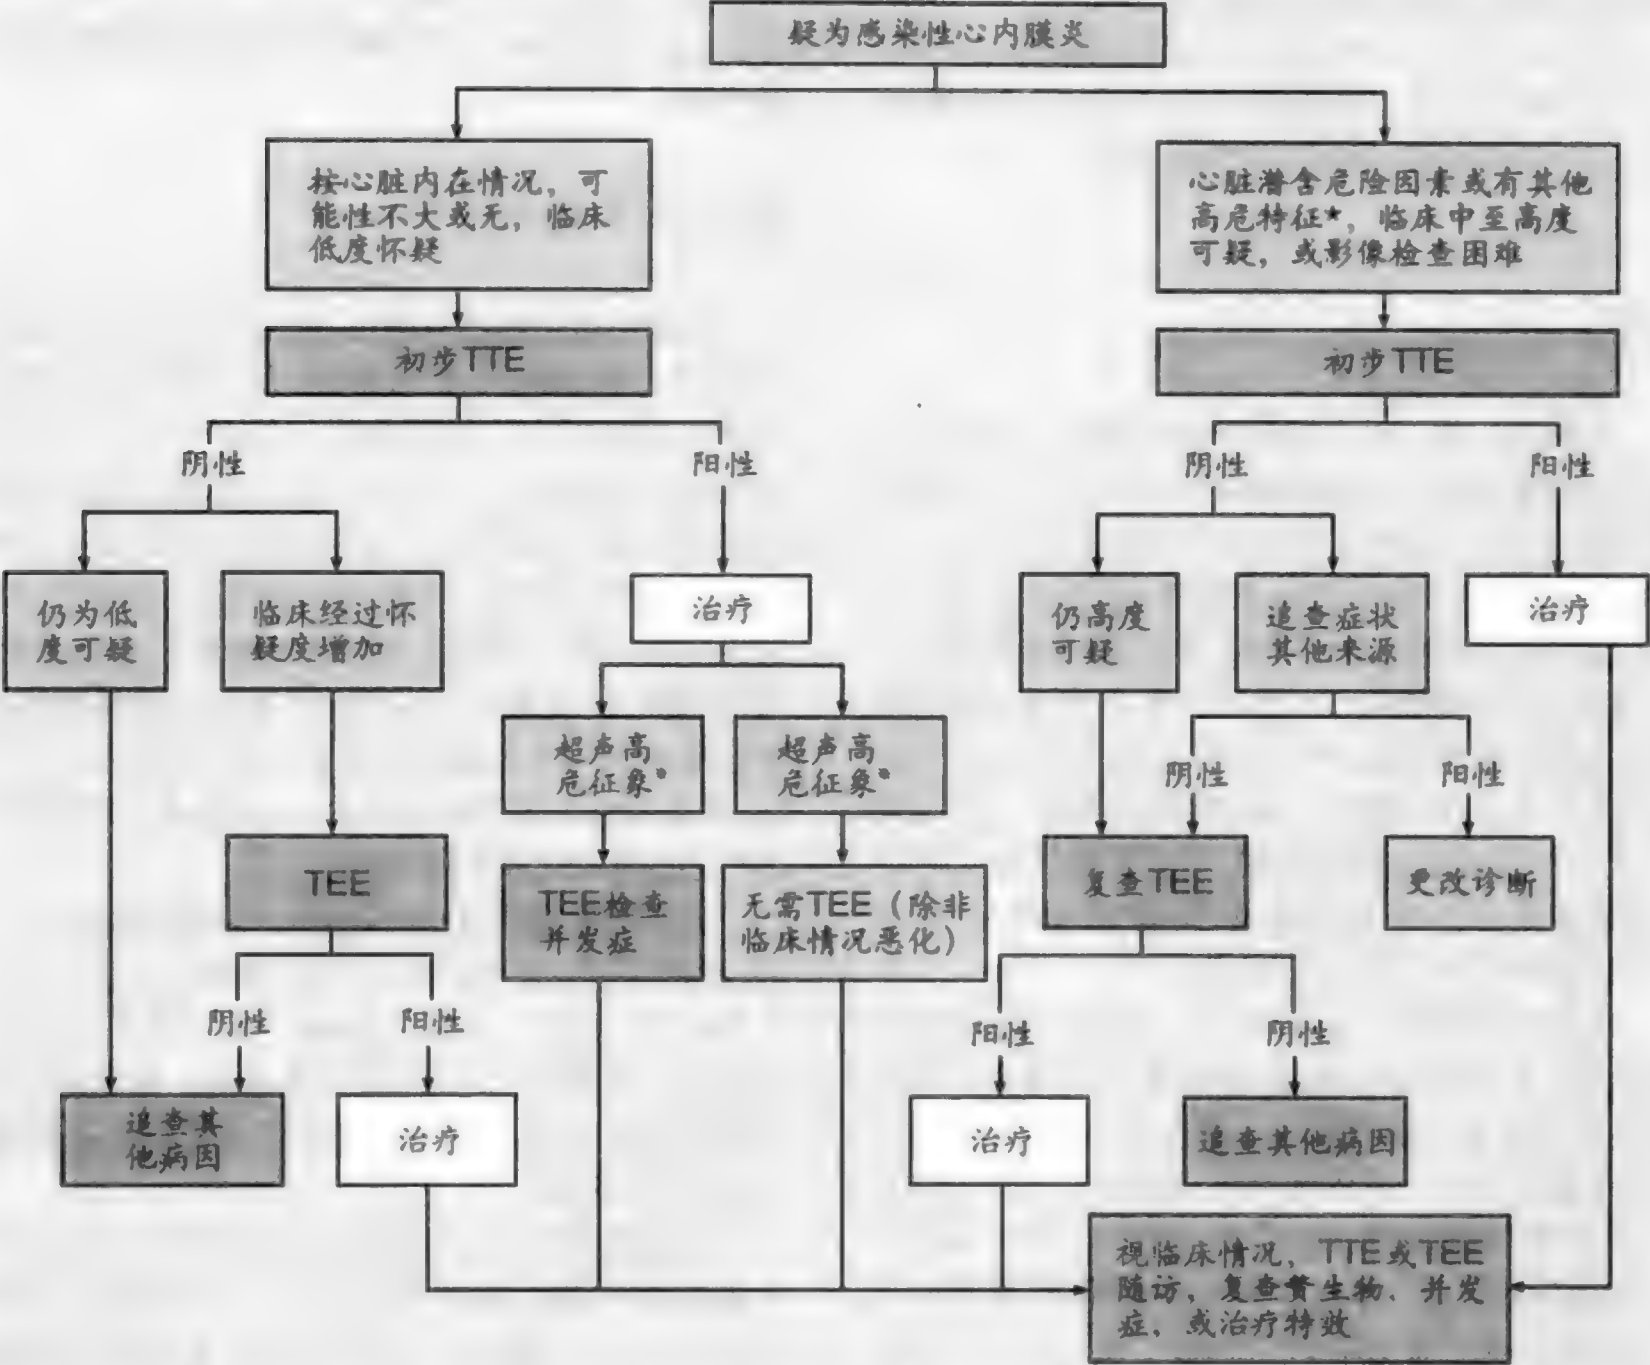 疑为感染性心内膜炎
按心脏内在情况，可
能性不大或无，临床
低度怀疑
心脏潜含危险因素或有其他
高危特征★，临床中至高度
可疑，或影像检查困难
初步TTE
初步TTE
阴性
阳性
阴性
阳性
仍为低
度可疑
临床经过怀
疑度增加
治疗
仍高度
可疑
追查症状
其他来源
治疗
超声高
危征象*
超声高
危征象*
阴性
阳性
TEE
TEE检查
并发症
无需TEE（除非
临床情况恶化）
复查TEE
更改诊断
阴性
阳性
阳性
阴性
追查其
他病因
治疗
治疗
追查其他病因
视临床情况，TTE或TEE
随访，复查赘生物、并发
症，或治疗特效